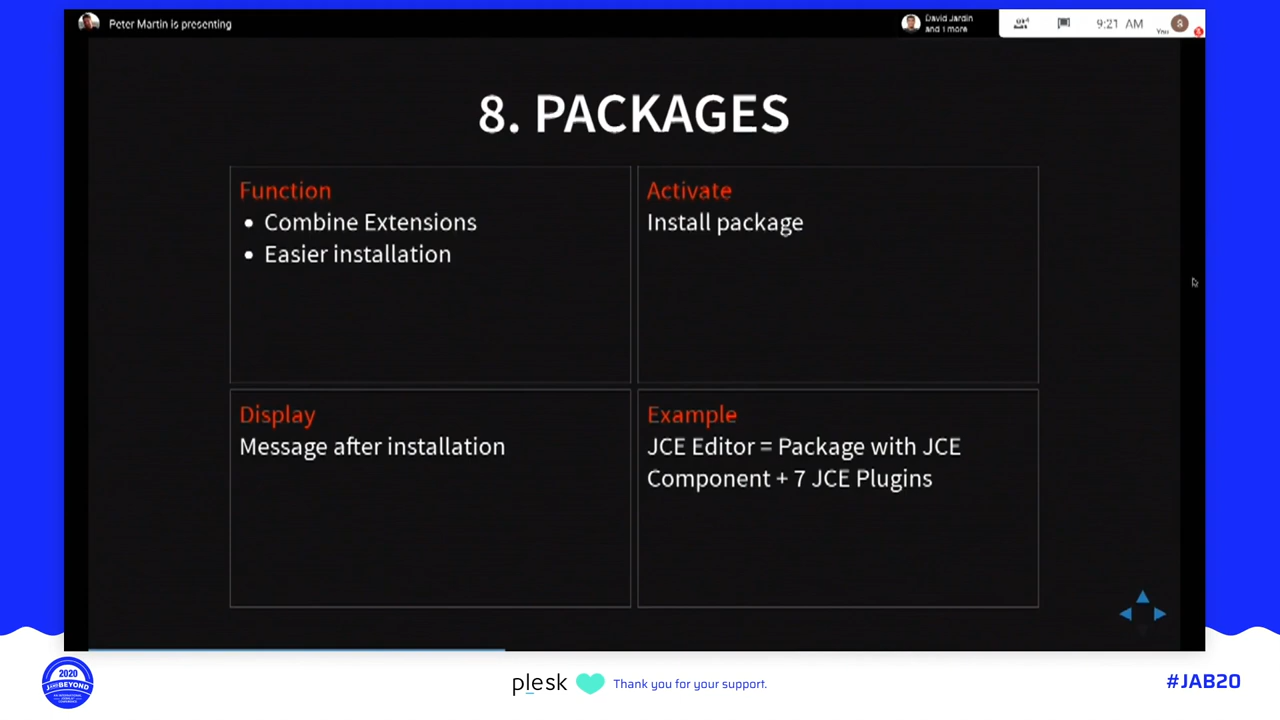 Peter Martin is presenting
David Jardin
and 1 more
9:21 AM
You
S
8. PACKAGES
Function
• Combine Extensions
• Easier installation
Activate
Install package
Display
Message after installation
Example
JCE Editor = Package with JCE
Component + 7 JCE Plugins
2020
J AND BEYOND
plesk
Thank you for your support.
#JAB20